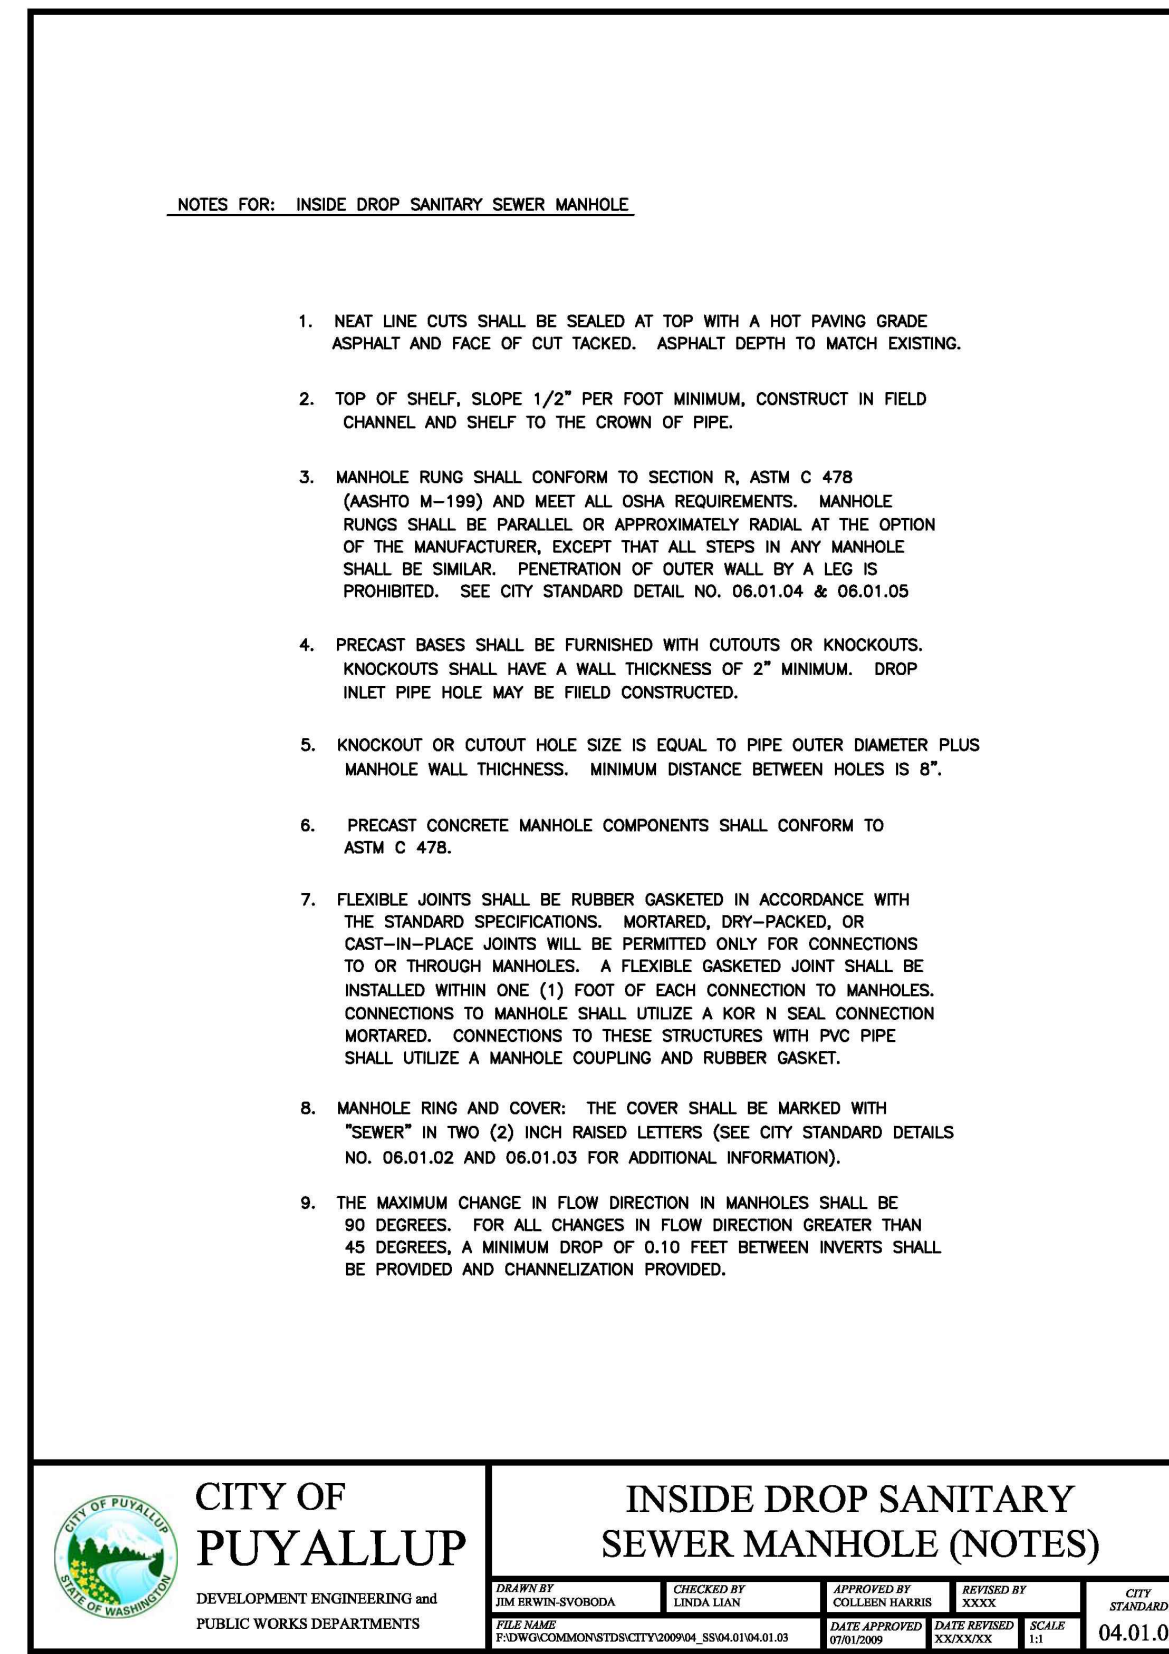 NOTES FOR: INSIDE DROP SANITARY SEWER MANHOLE
1. NEAT LINE CUTS SHALL BE SEALED AT TOP WITH A HOT PAVING GRADE
ASPHALT AND FACE OF CUT TACKED. ASPHALT DEPTH TO MATCH EXISTING.
2. TOP OF SHELF, SLOPE 1/2" PER FOOT MINIMUM, CONSTRUCT IN FIELD
CHANNEL AND SHELF TO THE CROWN OF PIPE.
3. MANHOLE RUNG SHALL CONFORM TO SECTION R, ASTM C 478
(AASHTO M-199) AND MEET ALL OSHA REQUIREMENTS. MANHOLE
RUNGS SHALL BE PARALLEL OR APPROXIMATELY RADIAL AT THE OPTION
OF THE MANUFACTURER, EXCEPT THAT ALL STEPS IN ANY MANHOLE
SHALL BE SIMILAR. PENETRATION OF OUTER WALL BY A LEG IS
PROHIBITED. SEE CITY STANDARD DETAIL NO. 06.01.04 & 06.01.05
4. PRECAST BASES SHALL BE FURNISHED WITH CUTOUTS OR KNOCKOUTS.
KNOCKOUTS SHALL HAVE A WALL THICKNESS OF 2" MINIMUM. DROP
INLET PIPE HOLE MAY BE FIIELD CONSTRUCTED.
5. KNOCKOUT OR CUTOUT HOLE SIZE IS EQUAL TO PIPE OUTER DIAMETER PLUS
MANHOLE WALL THICHNESS. MINIMUM DISTANCE BETWEEN HOLES IS 8".
6. PRECAST CONCRETE MANHOLE COMPONENTS SHALL CONFORM TO
ASTM C 478.
7. FLEXIBLE JOINTS SHALL BE RUBBER GASKETED IN ACCORDANCE WITH
THE STANDARD SPECIFICATIONS. MORTARED, DRY-PACKED, OR
CAST-IN-PLACE JOINTS WILL BE PERMITTED ONLY FOR CONNECTIONS
TO OR THROUGH MANHOLES. A FLEXIBLE GASKETED JOINT SHALL BE
INSTALLED WITHIN ONE (1) FOOT OF EACH CONNECTION TO MANHOLES.
CONNECTIONS TO MANHOLE SHALL UTILIZE A KOR N SEAL CONNECTION
MORTARED. CONNECTIONS TO THESE STRUCTURES WITH PVC PIPE
SHALL UTILIZE A MANHOLE COUPLING AND RUBBER GASKET.
8. MANHOLE RING AND COVER: THE COVER SHALL BE MARKED WITH
"SEWER" IN TWO (2) INCH RAISED LETTERS (SEE CITY STANDARD DETAILS
NO. 06.01.02 AND 06.01.03 FOR ADDITIONAL INFORMATION).
9. THE MAXIMUM CHANGE IN FLOW DIRECTION IN MANHOLES SHALL BE
90 DEGREES. FOR ALL CHANGES IN FLOW DIRECTION GREATER THAN
45 DEGREES, A MINIMUM DROP OF 0.10 FEET BETWEEN INVERTS SHALL
BE PROVIDED AND CHANNELIZATION PROVIDED.
CITY OF PUYALLUP
STATE OF WASHINGTON
CITY OF
PUYALLUP
DEVELOPMENT ENGINEERING and
PUBLIC WORKS DEPARTMENTS
INSIDE DROP SANITARY
SEWER MANHOLE (NOTES)
DRAWN BY
JIM ERWIN-SVOBODA
CHECKED BY
LINDA LIAN
APPROVED BY
COLLEEN HARRIS
REVISED BY
XXXX
FILE NAME
F:\DWG\COMMON\STDS\CITY\2009\04_SS\04.01\04.01.03
DATE APPROVED
07/01/2009
DATE REVISED
XX/XX/XX
SCALE
1:1
CITY
STANDARD
04.01.0